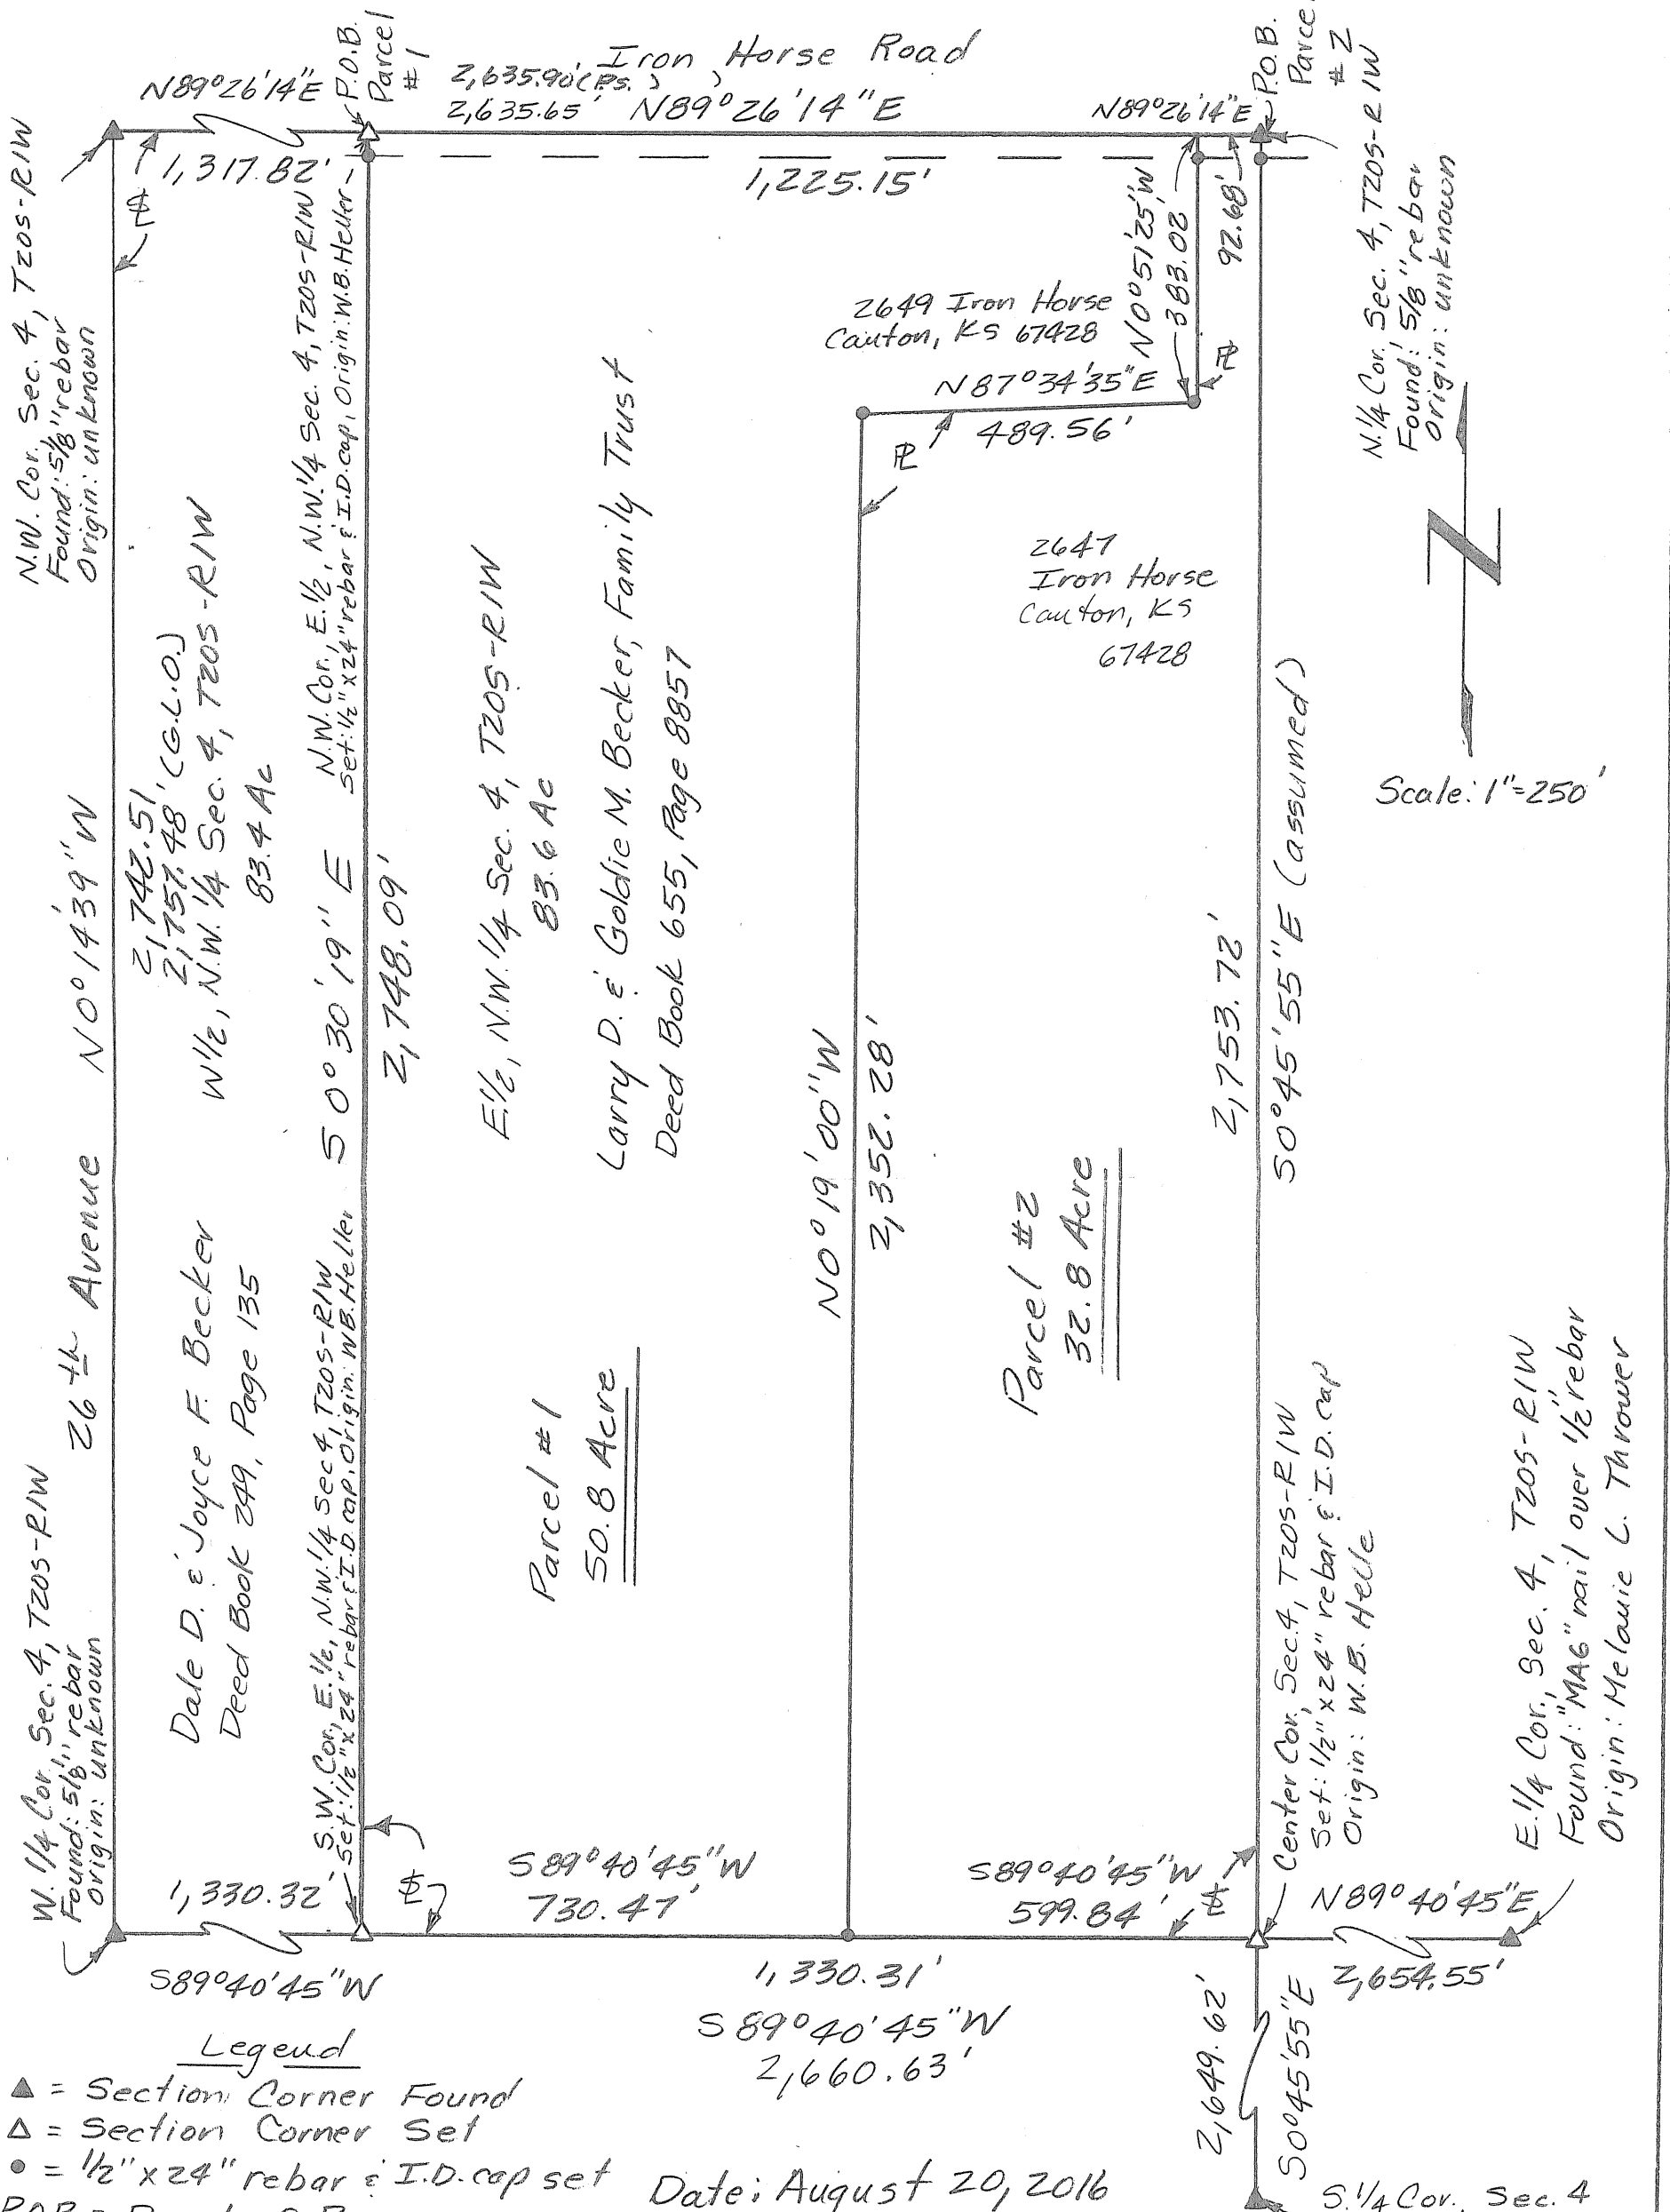 Iron Horse Road
N89°26'14"E
P.O.B.
Parcel
#1
2,635.90'(Ps.)
2,635.65'
N89°26'14"E
N89°26'14"E
P.O.B.
Parcel
#2
1,317.82'
1,225.15'
92.68'
N0°51'25"W
383.02'
N.W. Cor. Sec. 4, T20S-R1W
Found: 5/8" rebar
Origin: unknown
N.W. Cor., E.1/2, N.W.1/4 Sec. 4, T20S-R1W
Set: 1/2" x 24" rebar & I.D. cap, Origin: W.B. Heller
N.1/4 Cor. Sec. 4, T20S-R1W
Found: 5/8" rebar
Origin: unknown
2649 Iron Horse
Canton, KS 67428
N87°34'35"E
489.56'
2647
Iron Horse
Canton, KS
67428
Scale: 1"=250'
26th Avenue N0°14'39"W
2,742.51'
2,757.48' (G.L.O.)
W1/2, N.W.1/4 Sec. 4, T20S-R1W
83.4 Ac
S0°30'19"E
2,748.09'
E.1/2, N.W.1/4 Sec. 4, T20S-R1W
83.6 Ac
Larry D. & Goldie M. Becker, Family Trust
Deed Book 655, Page 8857
N0°19'00"W
2,352.28'
2,753.72'
S0°45'55"E (assumed)
Dale D. & Joyce F. Becker
Deed Book 249, Page 135
Parcel #1
50.8 Acre
Parcel #2
32.8 Acre
W.1/4 Cor., Sec. 4, T20S-R1W
Found: 5/8" rebar
Origin: unknown
S.W. Cor., E.1/2, N.W.1/4 Sec 4, T20S-R1W
Set: 1/2" x 24" rebar & I.D. cap, Origin: W.B. Heller
Center Cor., Sec. 4, T20S-R1W
Set: 1/2" x 24" rebar & I.D. cap
Origin: W.B. Helle
E.1/4 Cor., Sec. 4, T20S-R1W
Found: "MAG" nail over 1/2" rebar
Origin: Melanie L. Thrower
1,330.32'
S89°40'45"W
730.47'
S89°40'45"W
599.84'
N89°40'45"E
2,654.55'
S89°40'45"W
1,330.31'
S89°40'45"W
2,660.63'
2,649.62'
S0°45'55"E
Legend
▲ = Section Corner Found
△ = Section Corner Set
● = 1/2" x 24" rebar & I.D. cap set
Date: August 20, 2016
S.1/4 Cor., Sec. 4